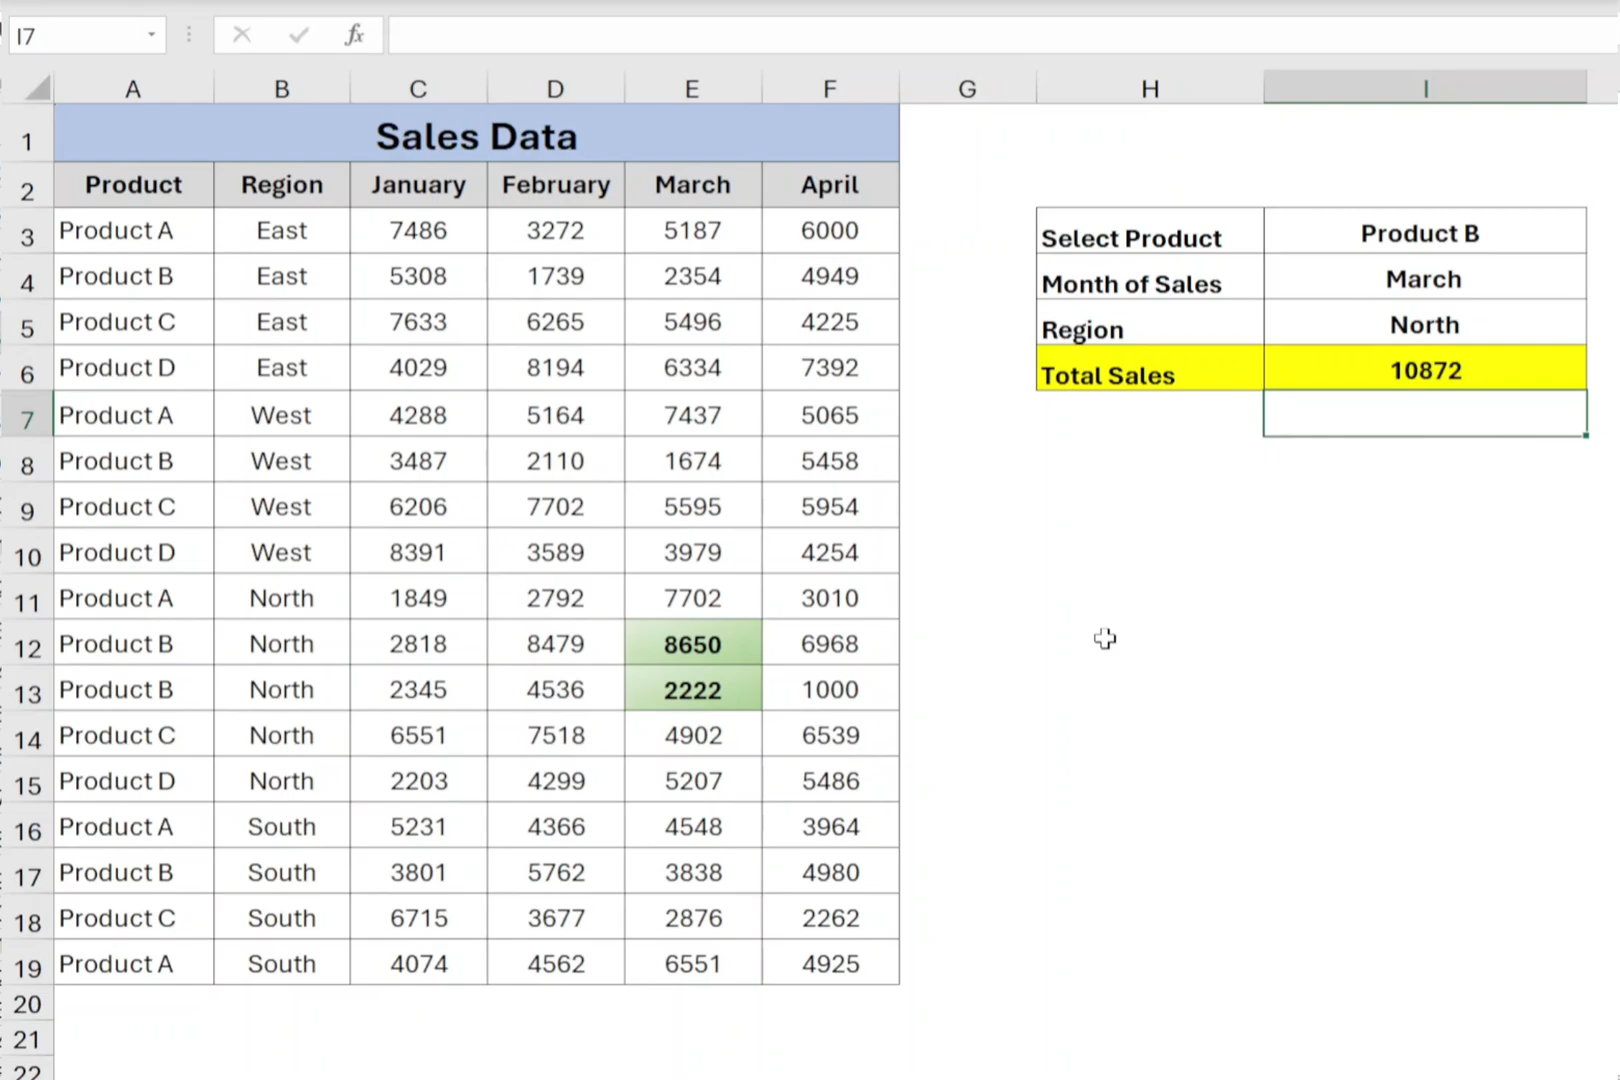 I7
fx
A B C D E F G H I
1 Sales Data
2 Product Region January February March April
3 Product A East 7486 3272 5187 6000 Select Product Product B
4 Product B East 5308 1739 2354 4949 Month of Sales March
5 Product C East 7633 6265 5496 4225 Region North
6 Product D East 4029 8194 6334 7392 Total Sales 10872
7 Product A West 4288 5164 7437 5065
8 Product B West 3487 2110 1674 5458
9 Product C West 6206 7702 5595 5954
10 Product D West 8391 3589 3979 4254
11 Product A North 1849 2792 7702 3010
12 Product B North 2818 8479 8650 6968
13 Product B North 2345 4536 2222 1000
14 Product C North 6551 7518 4902 6539
15 Product D North 2203 4299 5207 5486
16 Product A South 5231 4366 4548 3964
17 Product B South 3801 5762 3838 4980
18 Product C South 6715 3677 2876 2262
19 Product A South 4074 4562 6551 4925
20
21
22